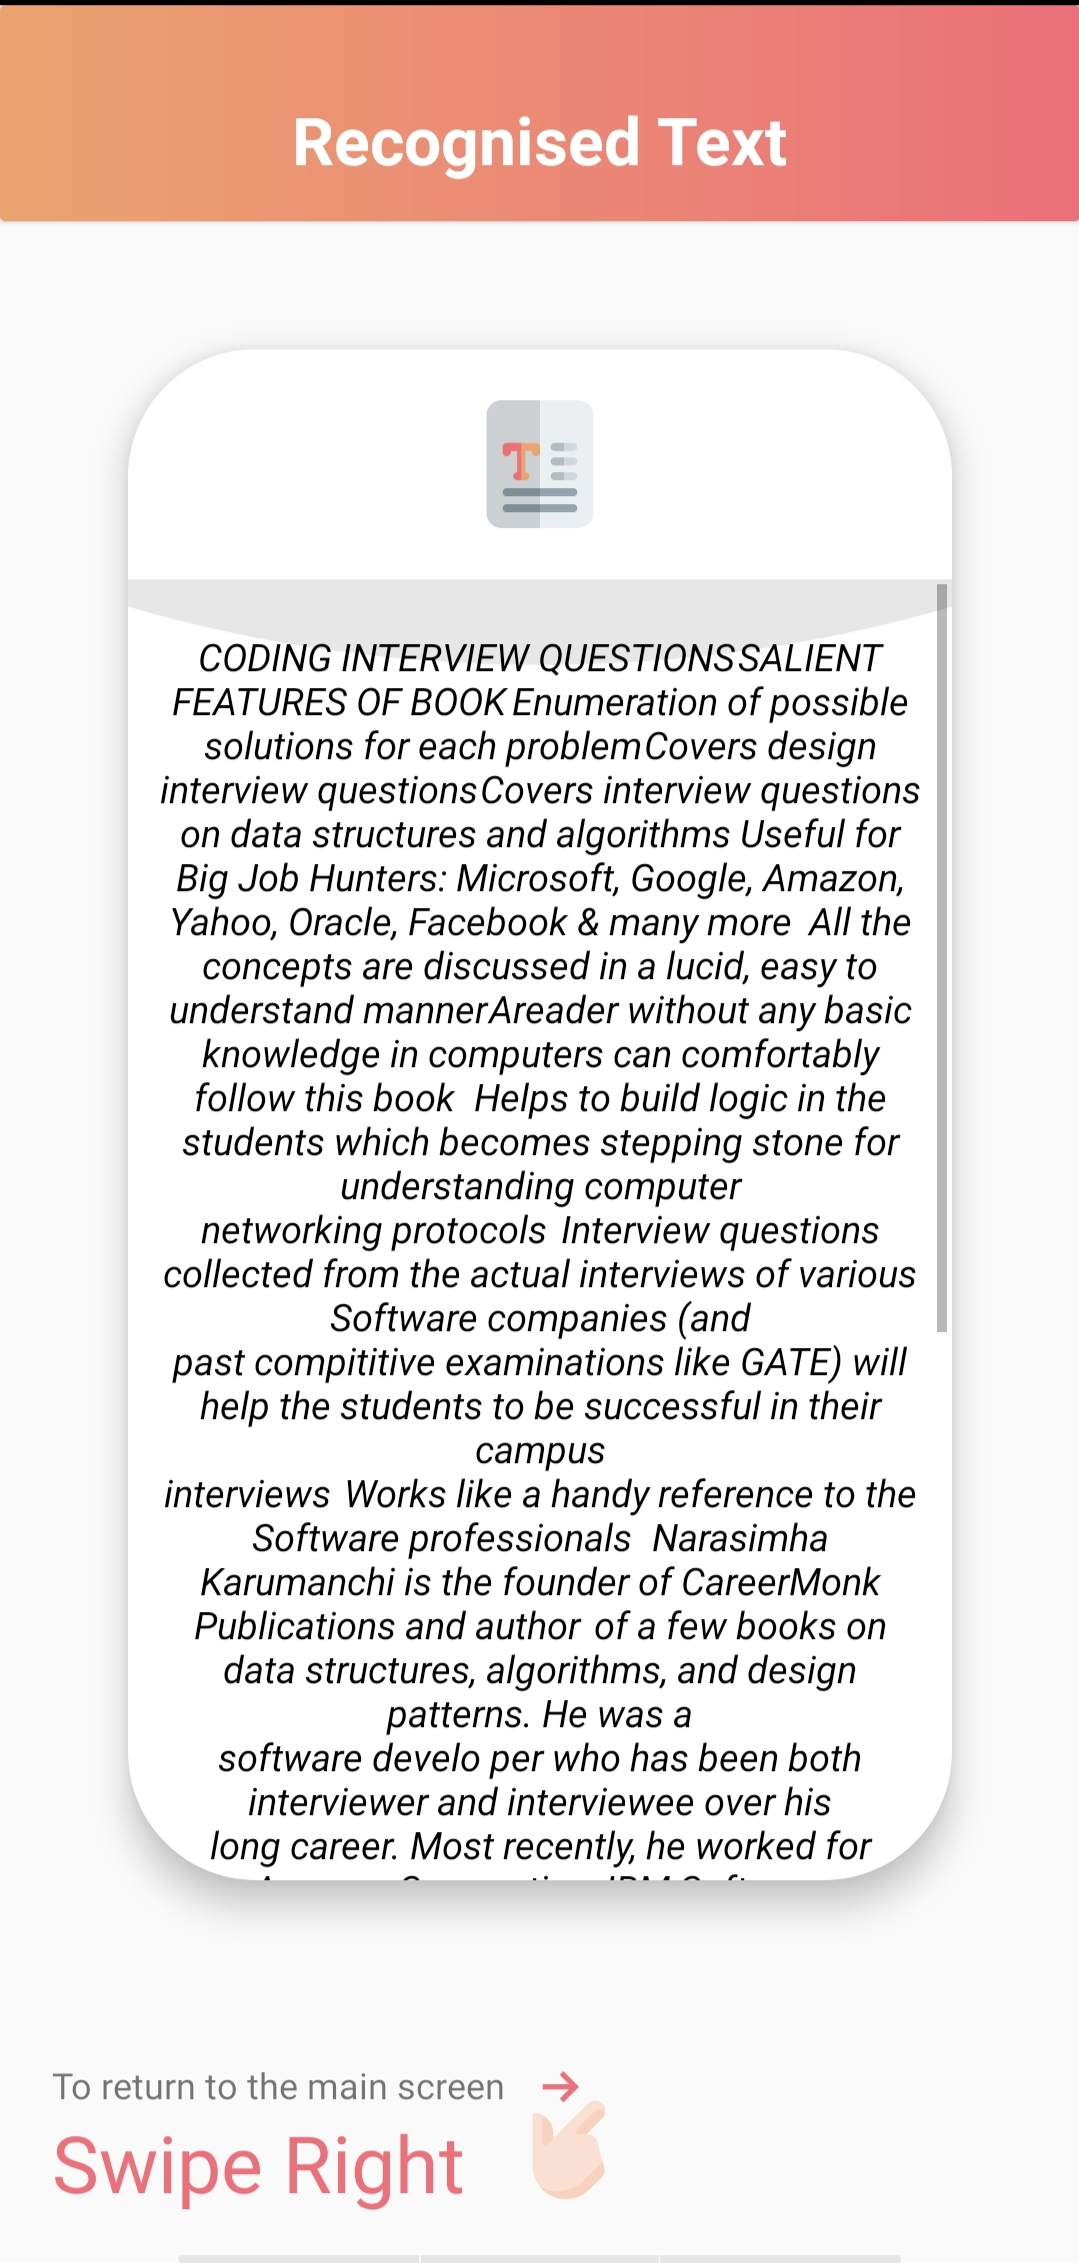 Recognised Text
CODING INTERVIEW QUESTIONSSALIENT
FEATURES OF BOOK Enumeration of possible
solutions for each problemCovers design
interview questionsCovers interview questions
on data structures and algorithms Useful for
Big Job Hunters: Microsoft, Google, Amazon,
Yahoo, Oracle, Facebook & many more  All the
concepts are discussed in a lucid, easy to
understand mannerAreader without any basic
knowledge in computers can comfortably
follow this book  Helps to build logic in the
students which becomes stepping stone for
understanding computer
networking protocols  Interview questions
collected from the actual interviews of various
Software companies (and
past compititive examinations like GATE) will
help the students to be successful in their
campus
interviews  Works like a handy reference to the
Software professionals  Narasimha
Karumanchi is the founder of CareerMonk
Publications and author  of a few books on
data structures, algorithms, and design
patterns. He was a
software develo per who has been both
interviewer and interviewee over his
long career. Most recently, he worked for
To return to the main screen
Swipe Right